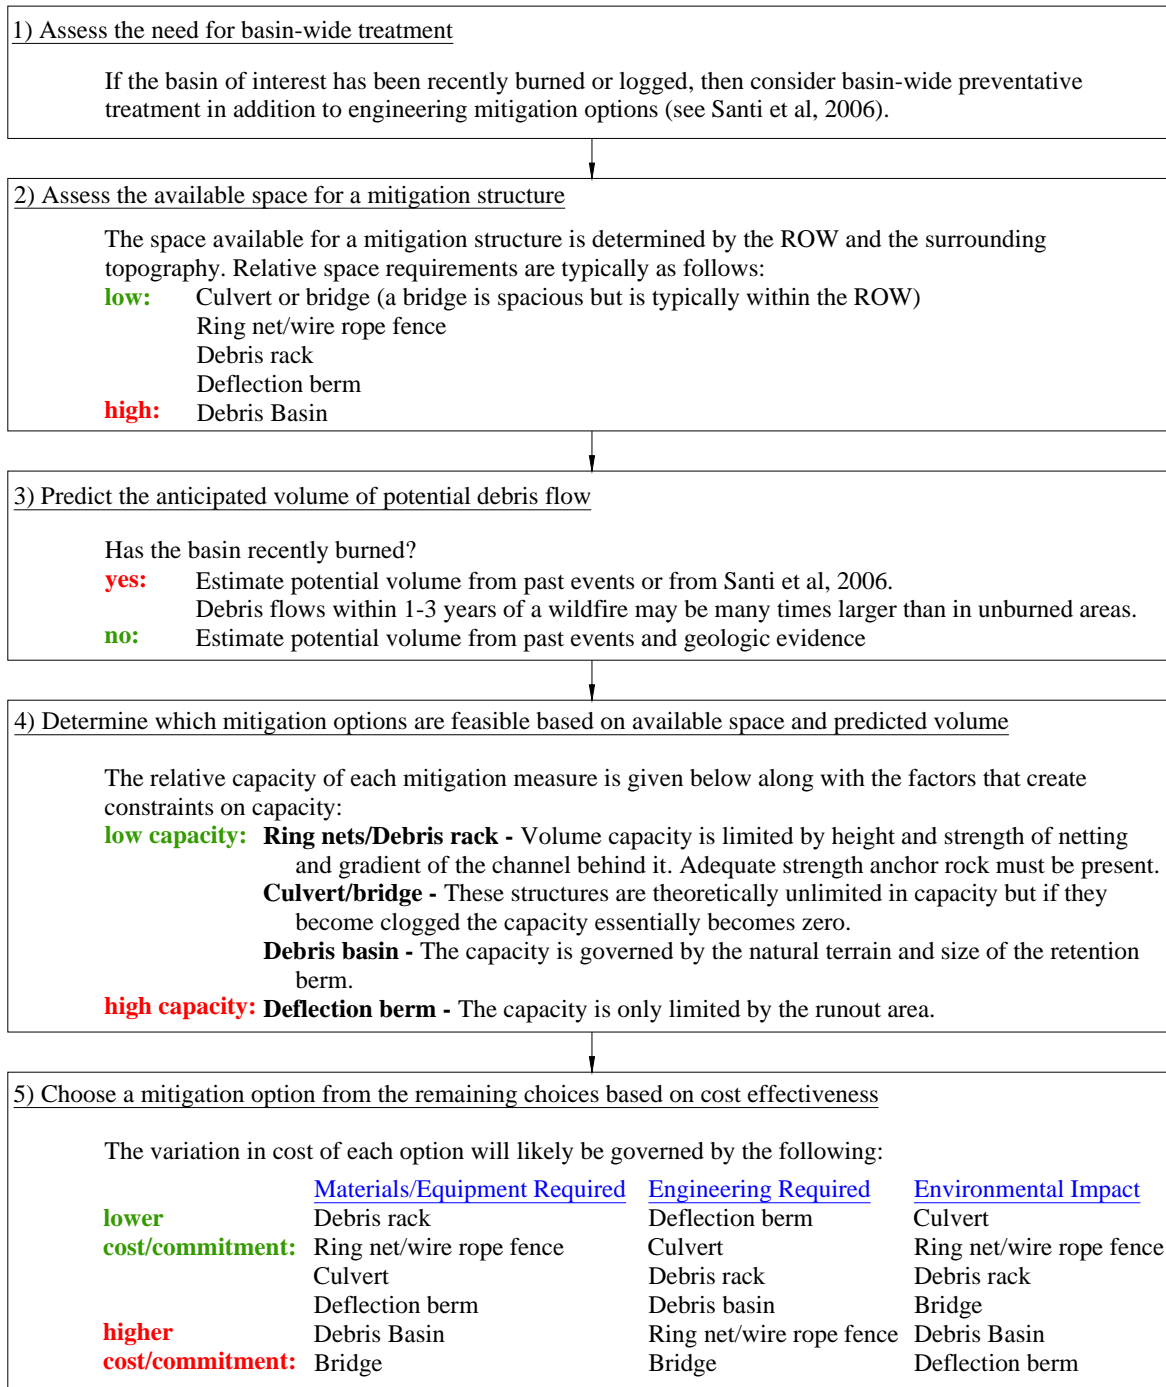 1) Assess the need for basin-wide treatment
If the basin of interest has been recently burned or logged, then consider basin-wide preventative
treatment in addition to engineering mitigation options (see Santi et al, 2006).
2) Assess the available space for a mitigation structure
The space available for a mitigation structure is determined by the ROW and the surrounding
topography. Relative space requirements are typically as follows:
low: Culvert or bridge (a bridge is spacious but is typically within the ROW)
Ring net/wire rope fence
Debris rack
Deflection berm
high: Debris Basin
3) Predict the anticipated volume of potential debris flow
Has the basin recently burned?
yes: Estimate potential volume from past events or from Santi et al, 2006.
Debris flows within 1-3 years of a wildfire may be many times larger than in unburned areas.
no: Estimate potential volume from past events and geologic evidence
4) Determine which mitigation options are feasible based on available space and predicted volume
The relative capacity of each mitigation measure is given below along with the factors that create
constraints on capacity:
low capacity: Ring nets/Debris rack - Volume capacity is limited by height and strength of netting
and gradient of the channel behind it. Adequate strength anchor rock must be present.
Culvert/bridge - These structures are theoretically unlimited in capacity but if they
become clogged the capacity essentially becomes zero.
Debris basin - The capacity is governed by the natural terrain and size of the retention
berm.
high capacity: Deflection berm - The capacity is only limited by the runout area.
5) Choose a mitigation option from the remaining choices based on cost effectiveness
The variation in cost of each option will likely be governed by the following:
Materials/Equipment Required Engineering Required Environmental Impact
lower Debris rack Deflection berm Culvert
cost/commitment: Ring net/wire rope fence Culvert Ring net/wire rope fence
Culvert Debris rack Debris rack
Deflection berm Debris basin Bridge
higher Debris Basin Ring net/wire rope fence Debris Basin
cost/commitment: Bridge Bridge Deflection berm